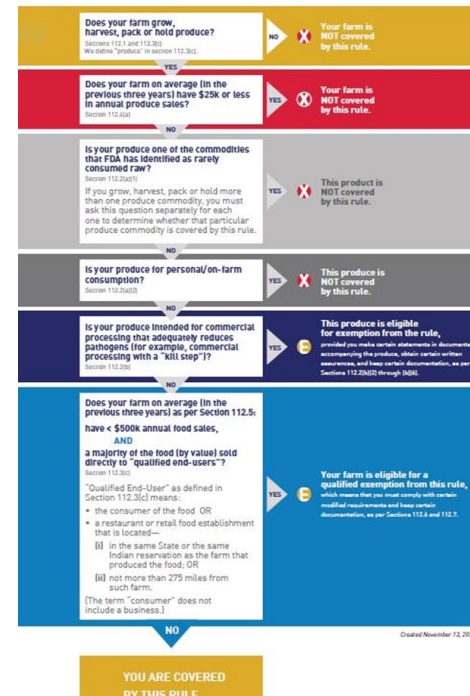 Does your farm grow,
harvest, pack or hold produce?
Sections 112.1 and 112.3(c)
We define "produce" in section 112.3(c).
NO
Your farm is
NOT covered
by this rule.
YES
Does your farm on average (in the
previous three years) have $25k or less
in annual produce sales?
Section 112.4(a)
YES
Your farm is
NOT covered
by this rule.
NO
Is your produce one of the commodities
that FDA has identified as rarely
consumed raw?
Section 112.2(a)(1)
If you grow, harvest, pack or hold more
than one produce commodity, you must
ask this question separately for each
one to determine whether that particular
produce commodity is covered by this rule.
YES
This product is
NOT covered
by this rule.
NO
Is your produce for personal/on-farm
consumption?
Section 112.2(a)(2)
YES
This produce is
NOT covered
by this rule.
NO
Is your produce intended for commercial
processing that adequately reduces
pathogens (for example, commercial
processing with a "kill step")?
Section 112.2(b)
YES
E
This produce is eligible
for exemption from the rule,
provided you make certain statements in documents
accompanying the produce, obtain certain written
assurances, and keep certain documentation, as per
Sections 112.2(b)(2) through (b)(6).
NO
Does your farm on average (in the
previous three years) as per Section 112.5:
have < $500k annual food sales,
AND
a majority of the food (by value) sold
directly to "qualified end-users"?
Section 112.3(c)
"Qualified End-User" as defined in
Section 112.3(c) means:
• the consumer of the food OR
• a restaurant or retail food establishment
that is located—
(i) in the same State or the same
Indian reservation as the farm that
produced the food; OR
(ii) not more than 275 miles from
such farm.
(The term "consumer" does not
include a business.)
YES
E
Your farm is eligible for a
qualified exemption from this rule,
which means that you must comply with certain
modified requirements and keep certain
documentation, as per Sections 112.6 and 112.7.
NO
Created November 13, 20
YOU ARE COVERED
BY THIS RULE